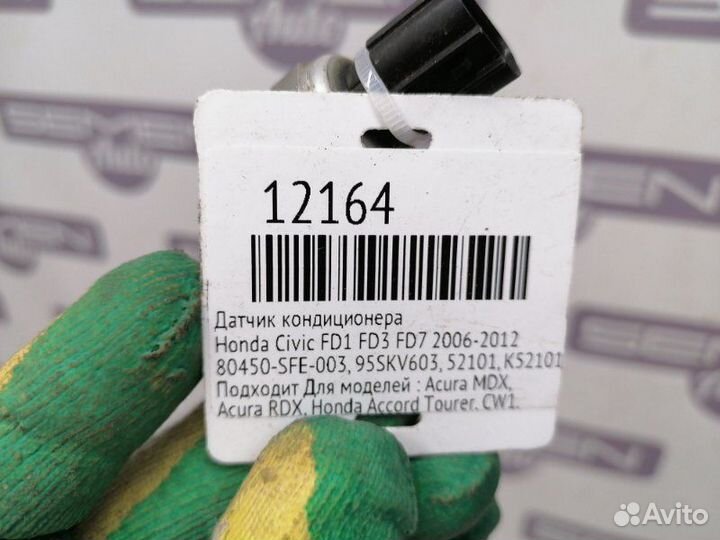 12164
Датчик кондиционера
Honda Civic FD1 FD3 FD7 2006-2012
80450-SFE-003, 95SKV603, 52101, K52101
Подходит Для моделей : Acura MDX,
Acura RDX, Honda Accord Tourer, CW1,
Avito